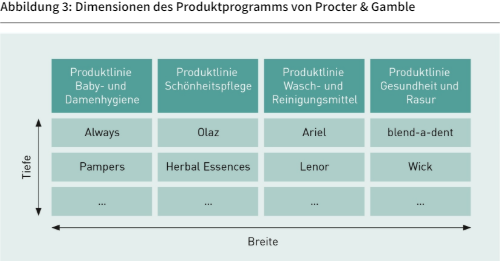 Abbildung 3: Dimensionen des Produktprogramms von Procter & Gamble
Produktlinie
Baby- und
Damenhygiene
Produktlinie
Schönheitspflege
Produktlinie
Wasch- und
Reinigungsmittel
Produktlinie
Gesundheit und
Rasur
Tiefe
Always
Olaz
Ariel
blend-a-dent
Pampers
Herbal Essences
Lenor
Wick
...
...
...
...
Breite